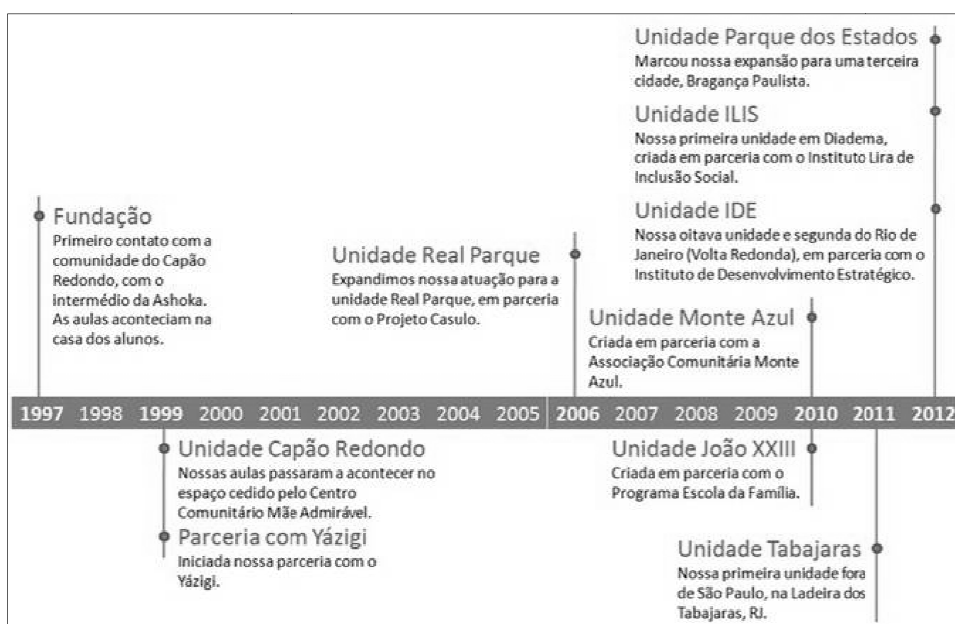 Unidade Parque dos Estados
Marcou nossa expansão para uma terceira
cidade, Bragança Paulista.
Unidade ILIS
Nossa primeira unidade em Diadema,
criada em parceria com o Instituto Lira de
Inclusão Social.
Unidade IDE
Nossa oitava unidade e segunda do Rio de
Janeiro (Volta Redonda), em parceria com o
Instituto de Desenvolvimento Estratégico.
Fundação
Primeiro contato com a
comunidade do Capão
Redondo, com o
intermédio da Ashoka.
As aulas aconteciam na
casa dos alunos.
Unidade Real Parque
Expandimos nossa atuação para a
unidade Real Parque, em parceria
com o Projeto Casulo.
Unidade Monte Azul
Criada em parceria com a
Associação Comunitária Monte
Azul.
1997 1998 1999 2000 2001 2002 2003 2004 2005 2006 2007 2008 2009 2010 2011 2012
Unidade Capão Redondo
Nossas aulas passaram a acontecer no
espaço cedido pelo Centro
Comunitário Mãe Admirável.
Parceria com Yázigi
Iniciada nossa parceria com o
Yázigi.
Unidade João XXIII
Criada em parceria com o
Programa Escola da Família.
Unidade Tabajaras
Nossa primeira unidade fora
de São Paulo, na Ladeira dos
Tabajaras, RJ.